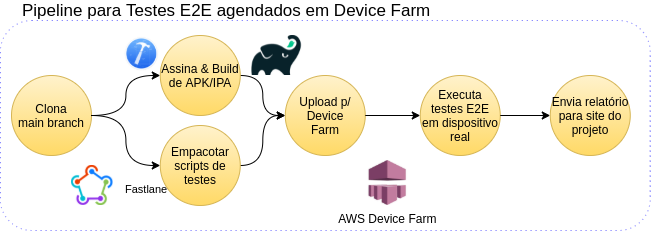 Pipeline para Testes E2E agendados em Device Farm
Clona
main branch
Assina & Build
de APK/IPA
Empacotar
scripts de
testes
Fastlane
Upload p/
Device
Farm
Executa
testes E2E
em dispositivo
real
Envia relatório
para site do
projeto
AWS Device Farm